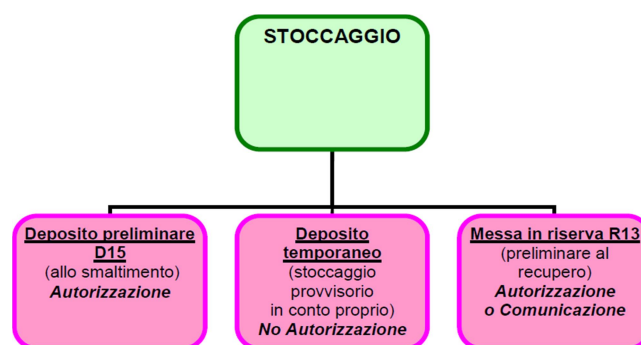 STOCCAGGIO
Deposito preliminare
D15
(allo smaltimento)
Autorizzazione
Deposito
temporaneo
(stoccaggio
provvisorio
in conto proprio)
No Autorizzazione
Messa in riserva R13
(preliminare al
recupero)
Autorizzazione
o Comunicazione